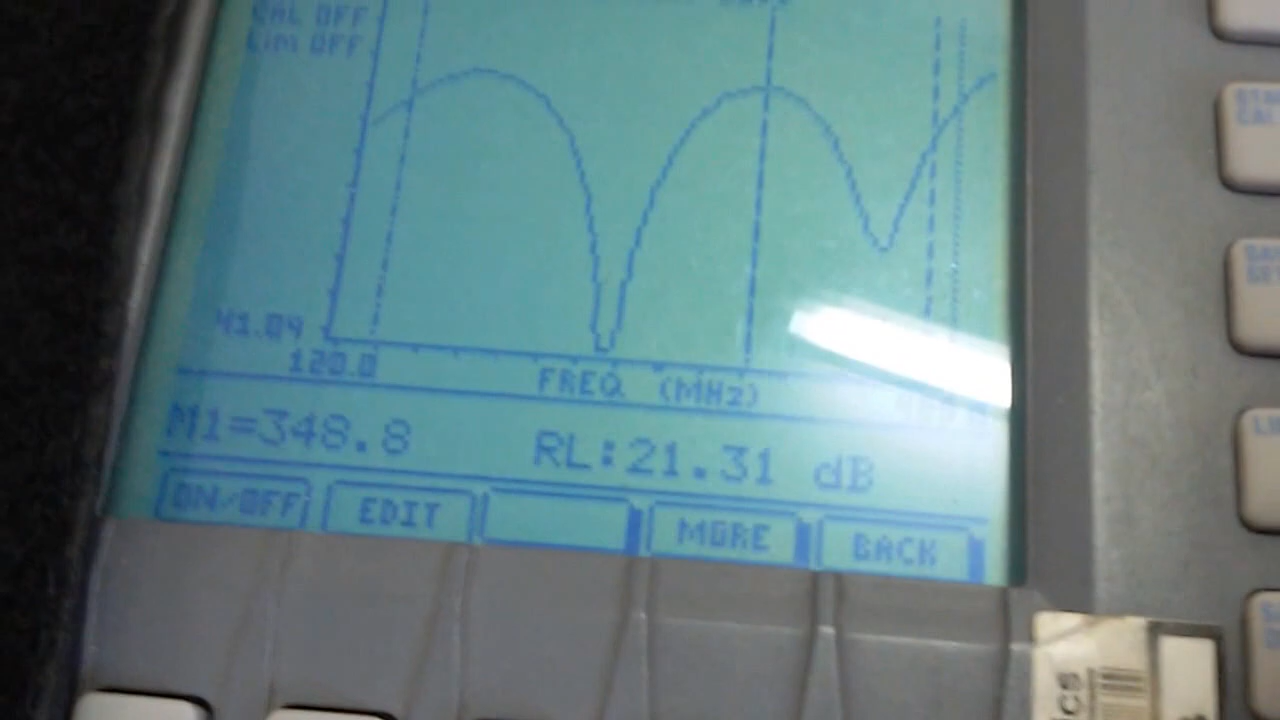 CAL OFF
LIM OFF
41.09
120.0
FREQ (MHz)
M1=348.8 RL:21.31 dB
ON/OFF EDIT MORE BACK